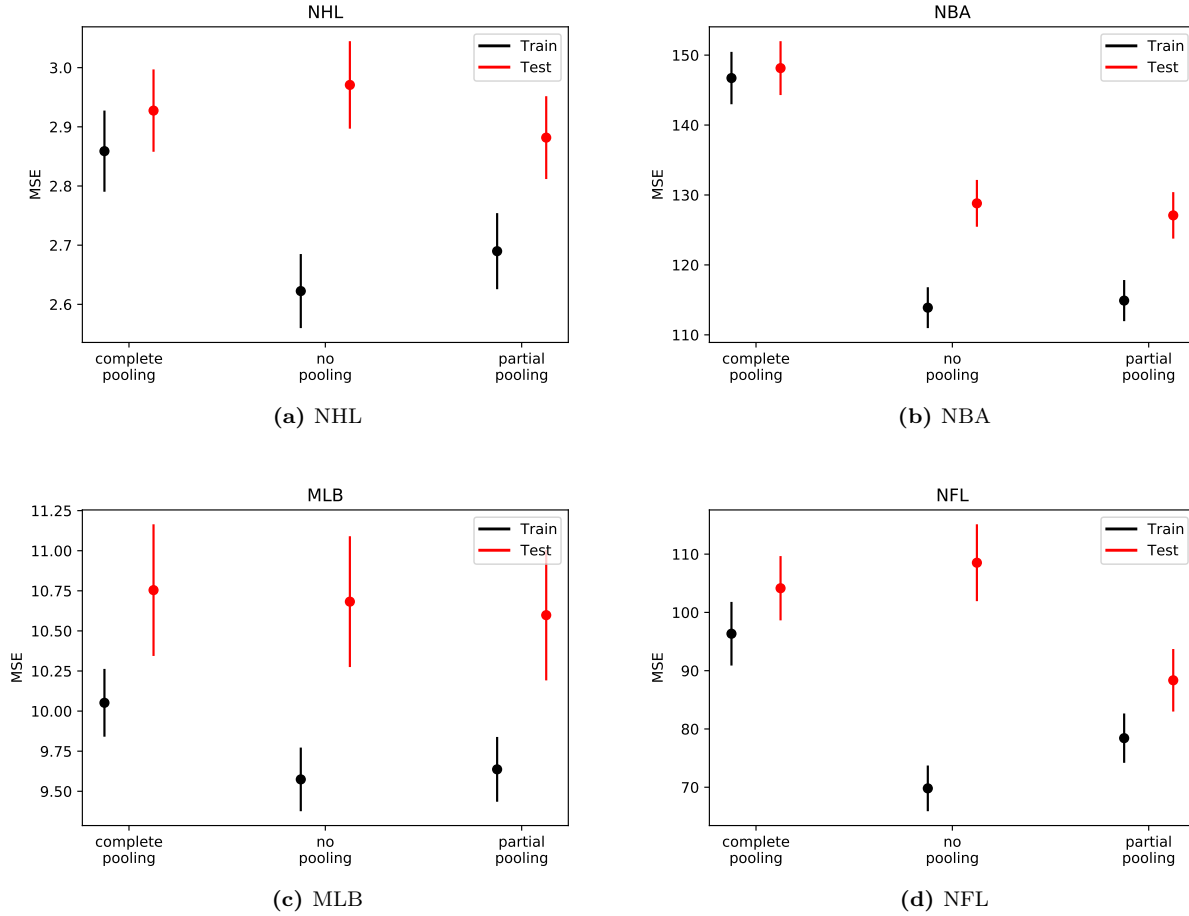 NHL
MSE
3.0
2.9
2.8
2.7
2.6
Train
Test
complete
pooling
no
pooling
partial
pooling
(a) NHL
NBA
MSE
150
140
130
120
110
Train
Test
complete
pooling
no
pooling
partial
pooling
(b) NBA
MLB
MSE
11.25
11.00
10.75
10.50
10.25
10.00
9.75
9.50
Train
Test
complete
pooling
no
pooling
partial
pooling
(c) MLB
NFL
MSE
110
100
90
80
70
Train
Test
complete
pooling
no
pooling
partial
pooling
(d) NFL